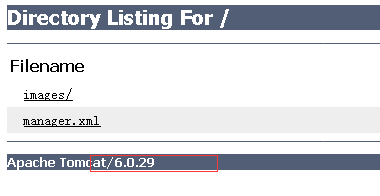 Directory Listing For /
Filename
images/
manager.xml
Apache Tomcat/6.0.29